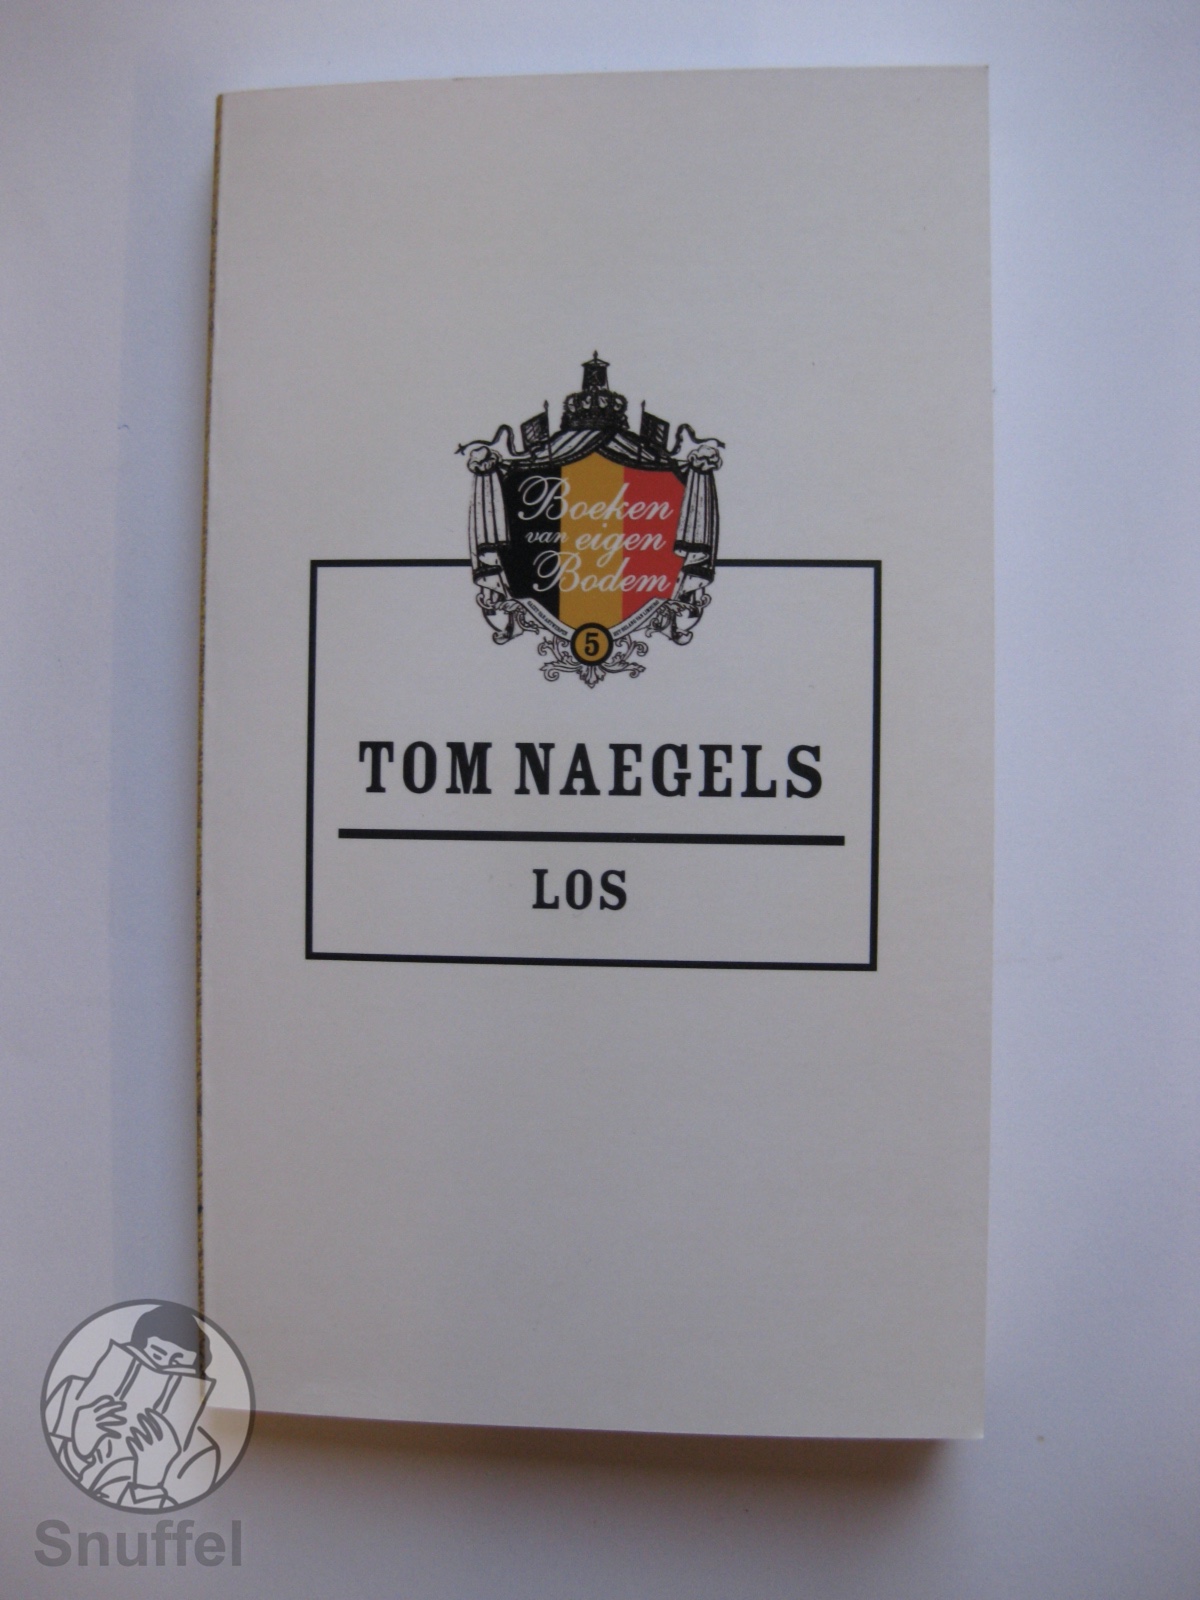 Boeken
van eigen
Bodem
5
TOM NAEGELS
LOS
Snuffel